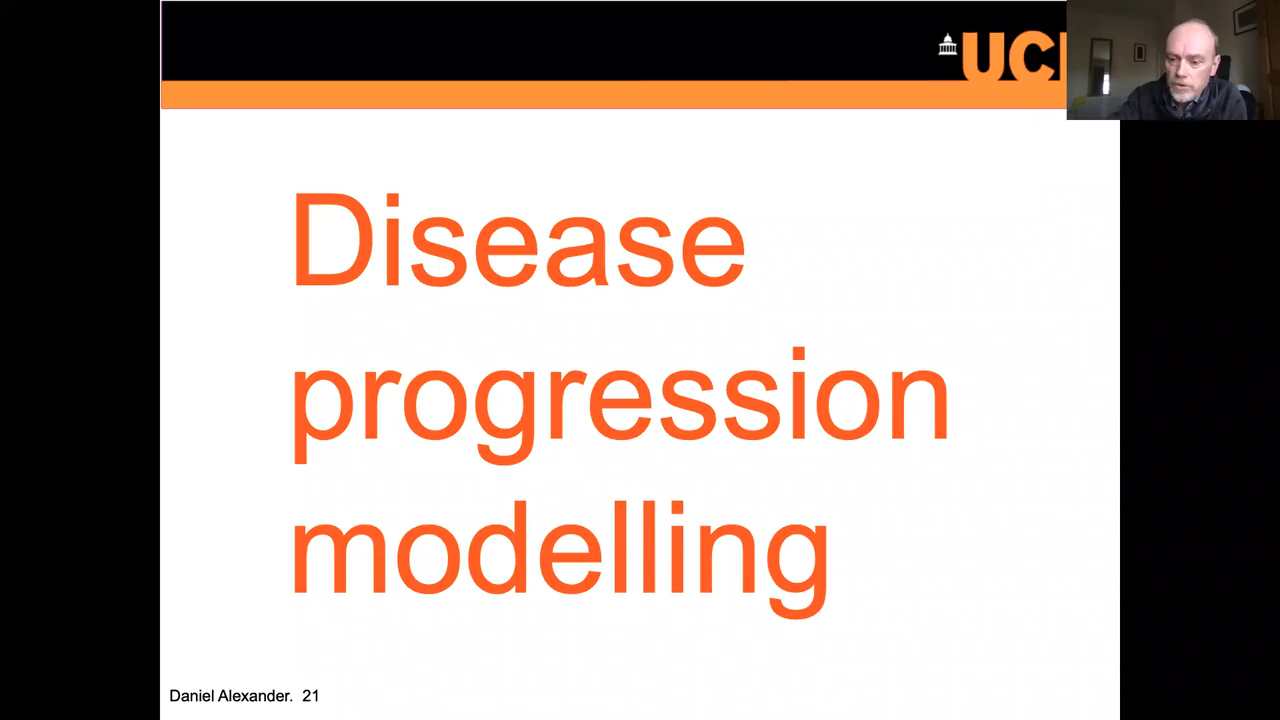 UCL
Disease
progression
modelling
Daniel Alexander. 21